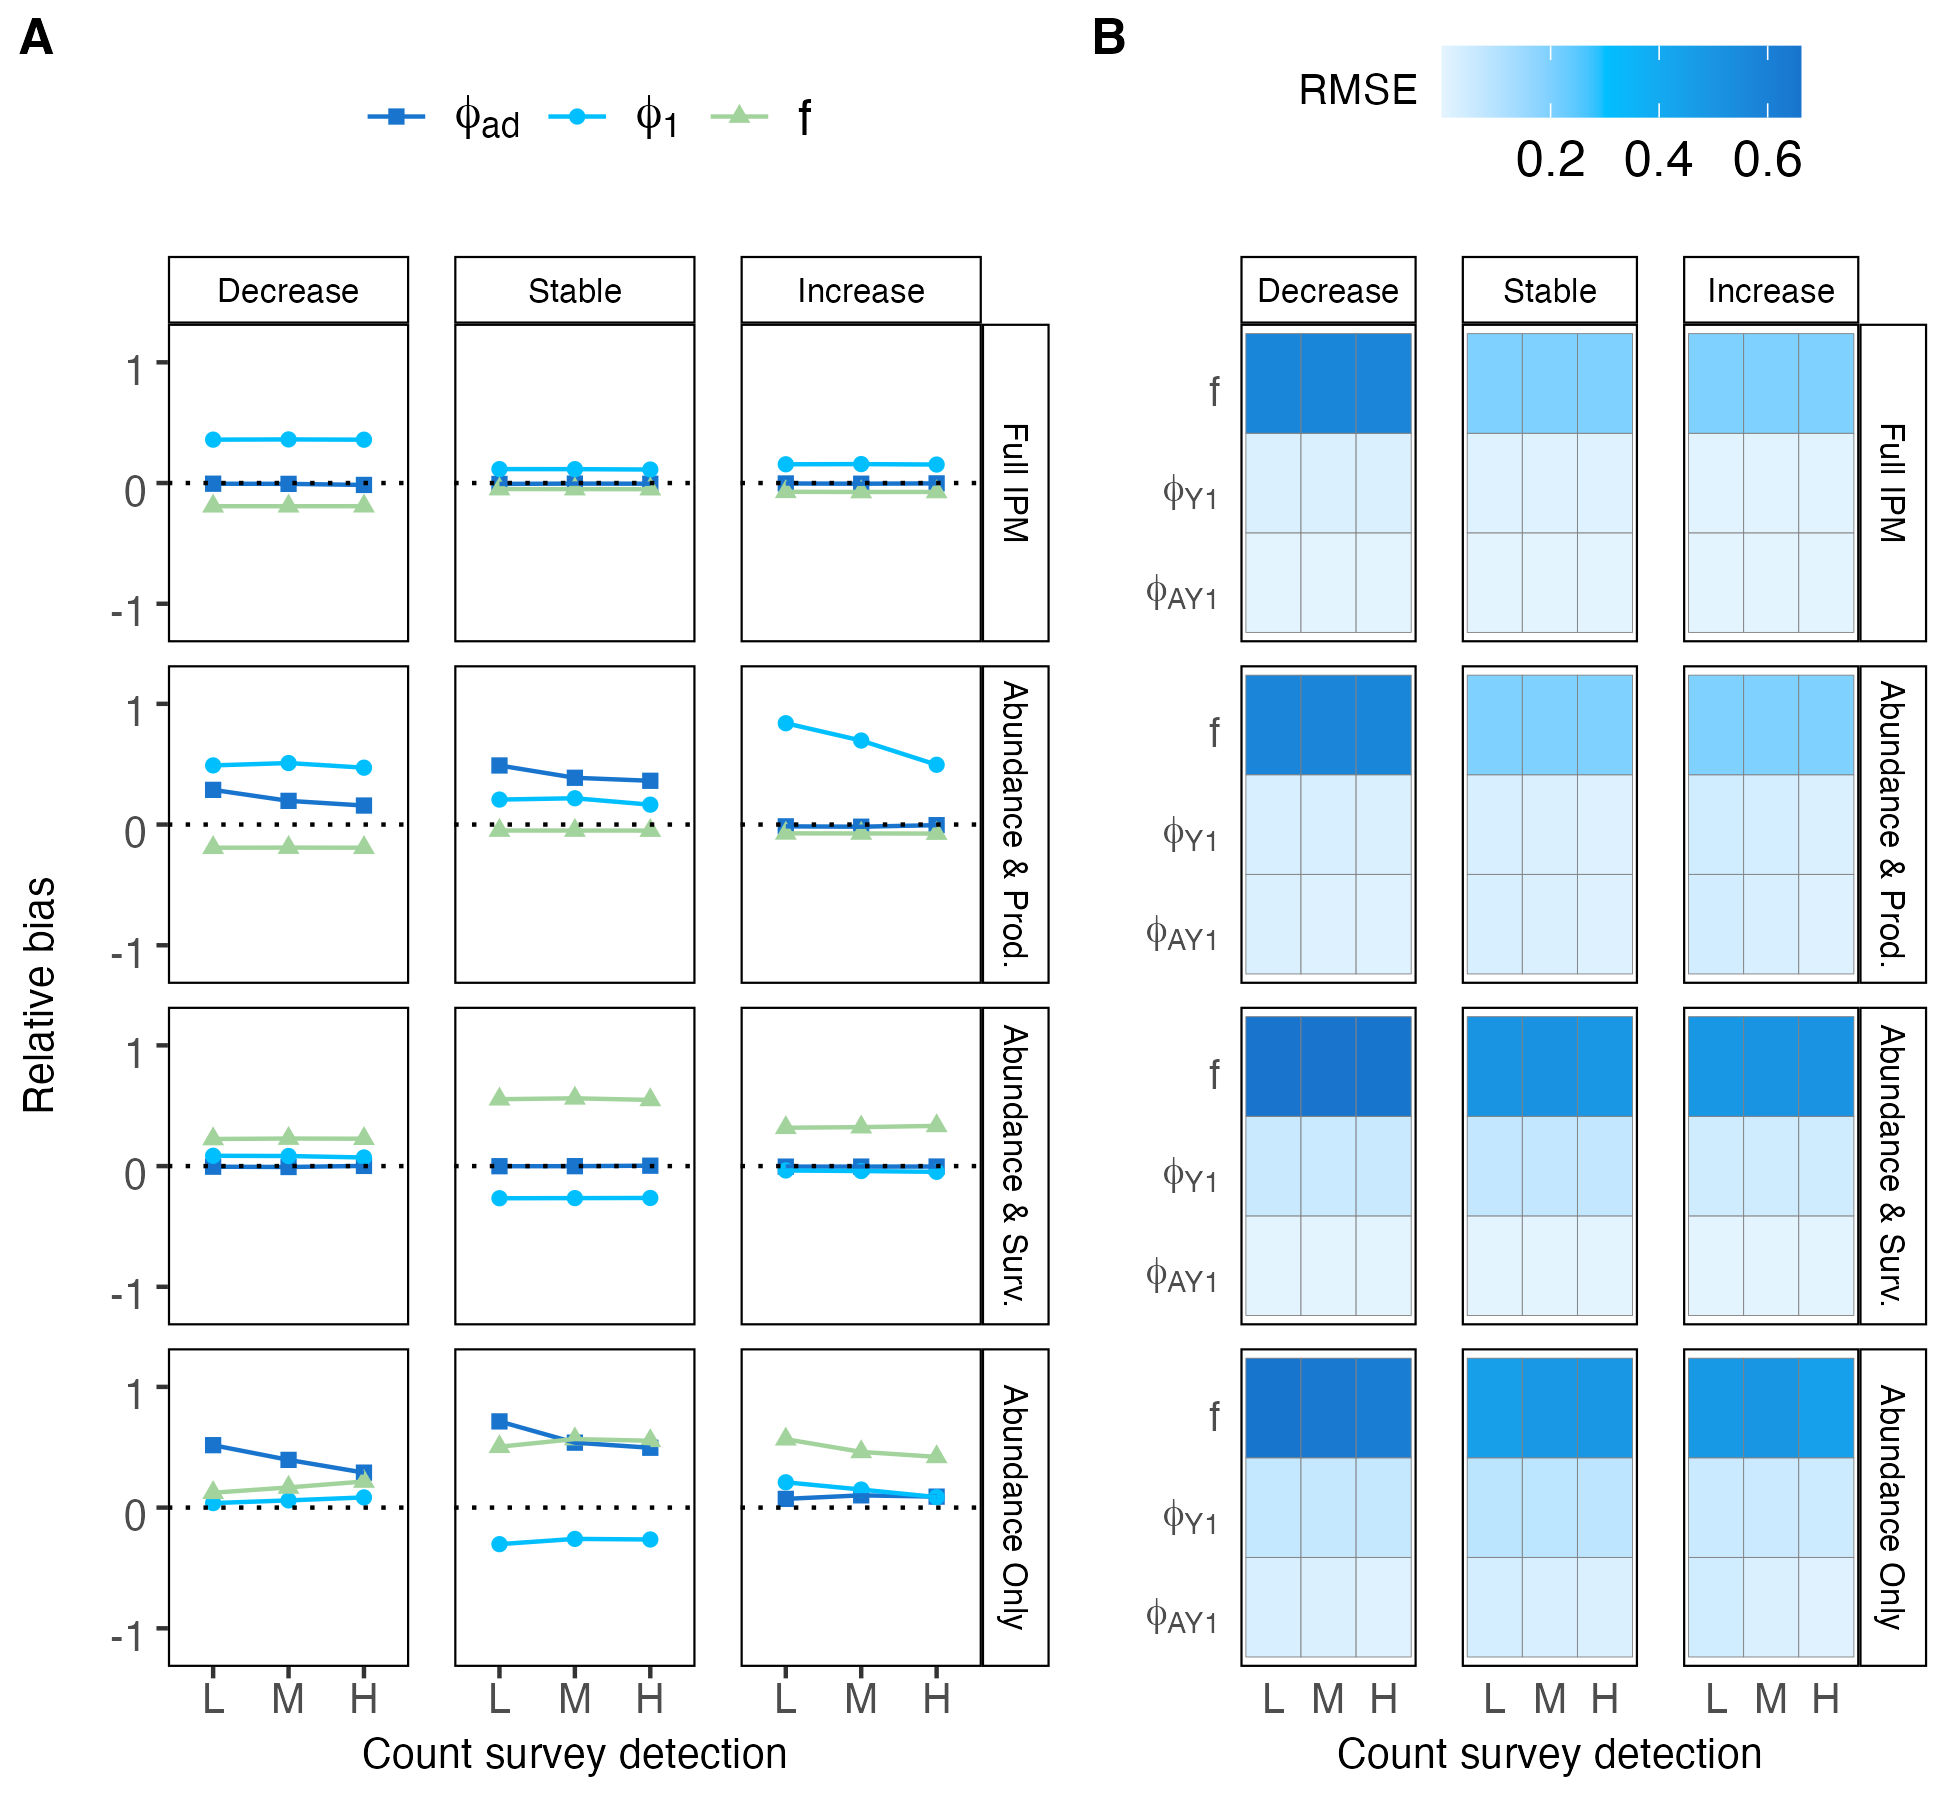 A
ϕad ϕ1 f
Decrease Stable Increase
1
0
-1
Full IPM
1
0
-1
Abundance & Prod.
1
0
-1
Abundance & Surv.
1
0
-1
Abundance Only
Relative bias
L M H L M H L M H
Count survey detection
B
RMSE
0.2 0.4 0.6
Decrease Stable Increase
f
ϕY1
ϕAY1
Full IPM
f
ϕY1
ϕAY1
Abundance & Prod.
f
ϕY1
ϕAY1
Abundance & Surv.
f
ϕY1
ϕAY1
Abundance Only
L M H L M H L M H
Count survey detection